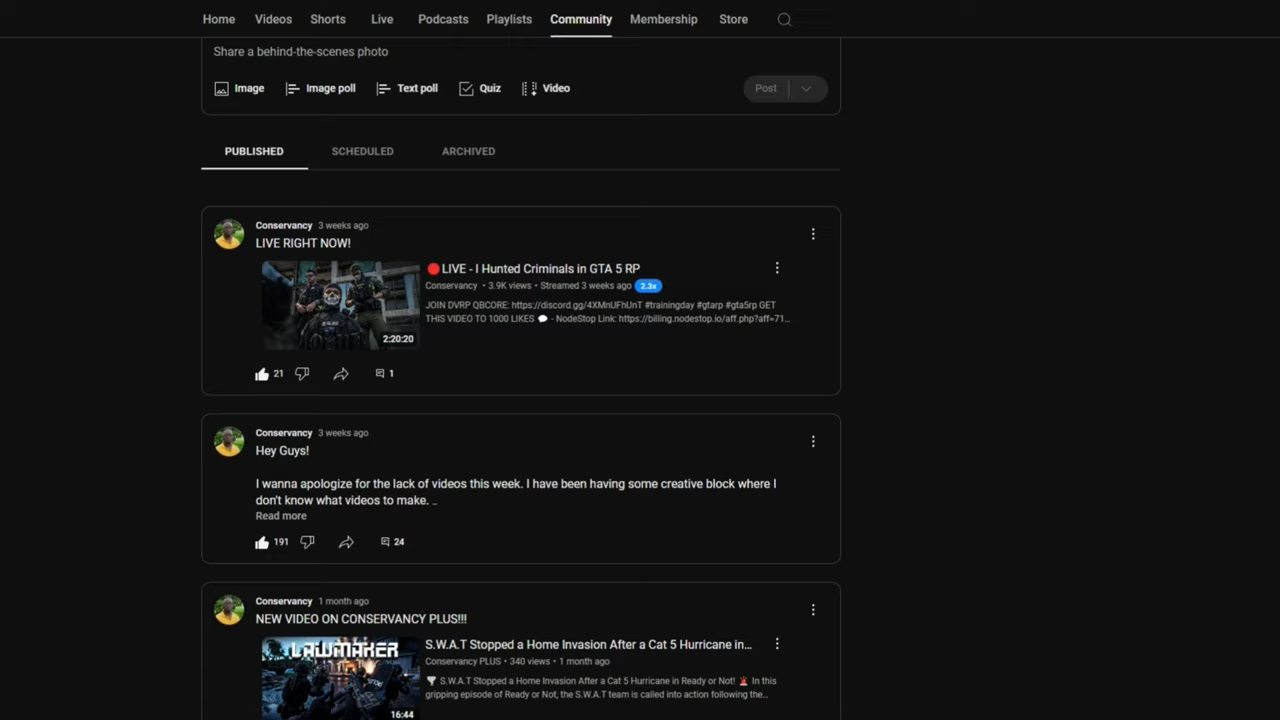 Home Videos Shorts Live Podcasts Playlists Community Membership Store
Share a behind-the-scenes photo
Image Image poll Text poll Quiz Video Post
PUBLISHED SCHEDULED ARCHIVED
Conservancy 3 weeks ago
LIVE RIGHT NOW!
LIVE - I Hunted Criminals in GTA 5 RP
Conservancy • 3.9K views • Streamed 3 weeks ago 2.3x
JOIN DVRP QBCORE: https://discord.gg/4XMnUFhUnT #trainingday #gtarp #gta5rp GET
THIS VIDEO TO 1000 LIKES 💬 - NodeStop Link: https://billing.nodestop.io/aff.php?aff=71...
2:20:20
21 1
Conservancy 3 weeks ago
Hey Guys!
I wanna apologize for the lack of videos this week. I have been having some creative block where I
don't know what videos to make. ...
Read more
191 24
Conservancy 1 month ago
NEW VIDEO ON CONSERVANCY PLUS!!!
LAWMAKER
S.W.A.T Stopped a Home Invasion After a Cat 5 Hurricane in...
Conservancy PLUS • 340 views • 1 month ago
S.W.A.T Stopped a Home Invasion After a Cat 5 Hurricane in Ready or Not! 🚨 In this
gripping episode of Ready or Not, the S.W.A.T team is called into action following the...
16:44